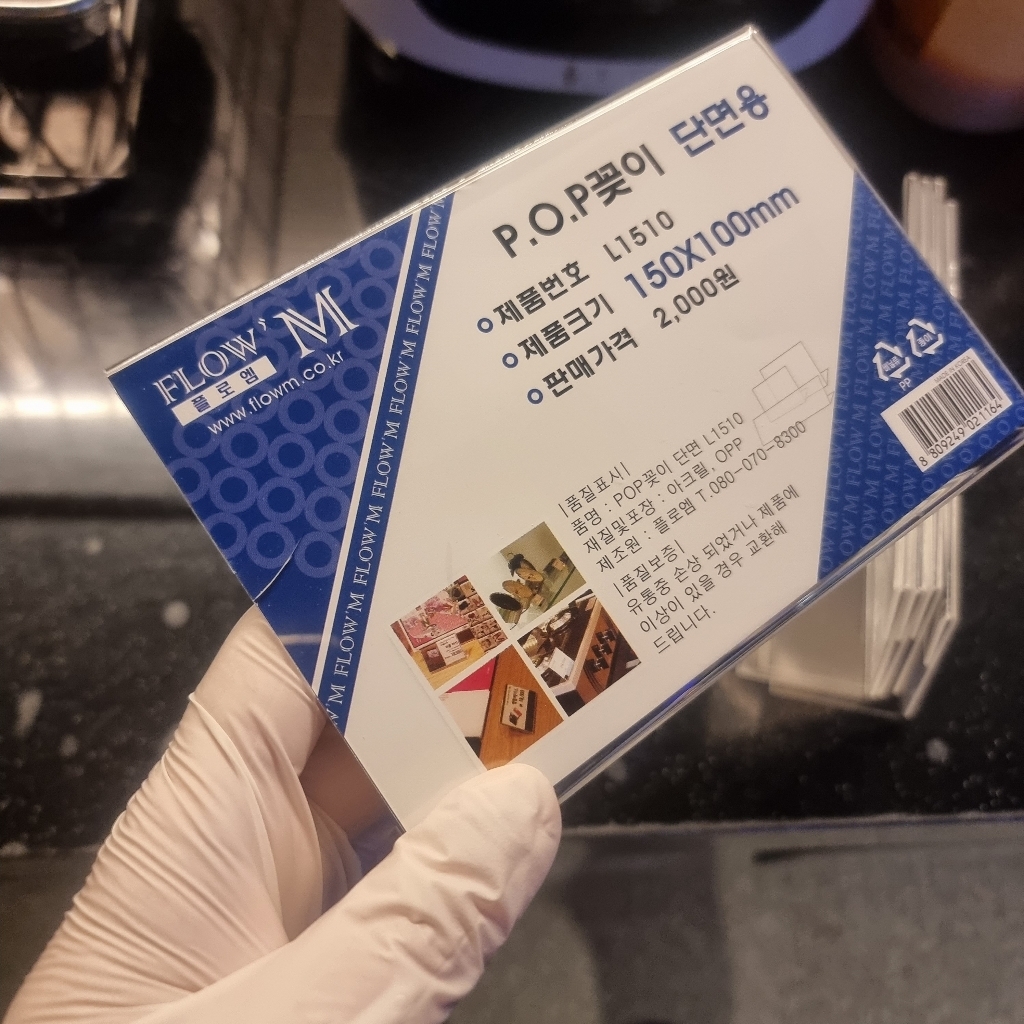 FLOW'M
플로엠
www.flowm.co.kr
FLOW'M FLOW'M FLOW'M FLOW'M FLOW'M FLOW'M
P.O.P꽂이 단면용
제품번호 L1510
제품크기 150X100mm
판매가격 2,000원
|품질표시|
품명 : POP꽂이 단면 L1510
재질및포장 : 아크릴, OPP
제조원 : 플로엠 T.080-070-8300
|품질보증|
유통중 손상 되었거나 제품에
이상이 있을 경우 교환해
드립니다.
PP
종이
8 809249 021164